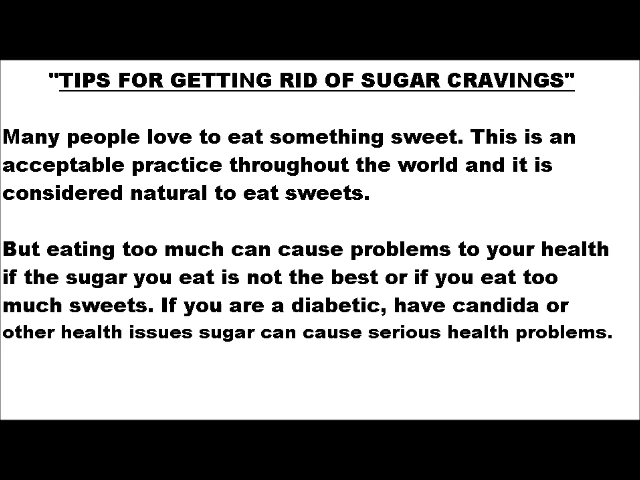 "TIPS FOR GETTING RID OF SUGAR CRAVINGS"
Many people love to eat something sweet. This is an
acceptable practice throughout the world and it is
considered natural to eat sweets.
But eating too much can cause problems to your health
if the sugar you eat is not the best or if you eat too
much sweets. If you are a diabetic, have candida or
other health issues sugar can cause serious health problems.